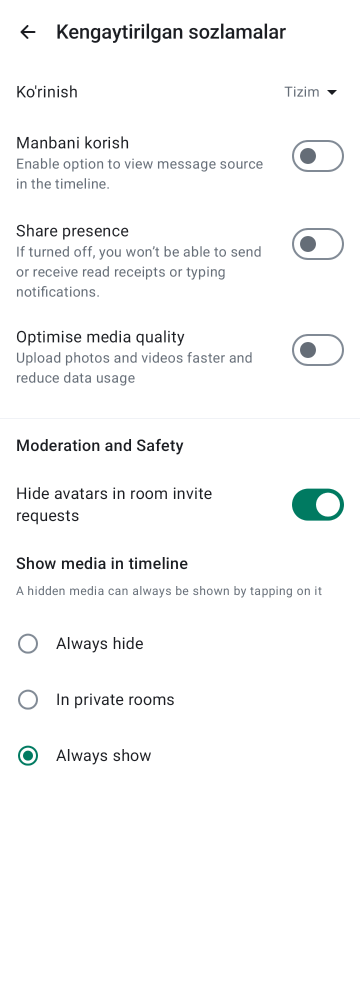 Kengaytirilgan sozlamalar
Ko'rinish
Tizim
Manbani korish
Enable option to view message source
in the timeline.
Share presence
If turned off, you won't be able to send
or receive read receipts or typing
notifications.
Optimise media quality
Upload photos and videos faster and
reduce data usage
Moderation and Safety
Hide avatars in room invite
requests
Show media in timeline
A hidden media can always be shown by tapping on it
Always hide
In private rooms
Always show